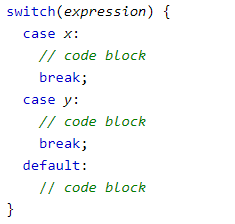 switch(expression) {
  case x:
    // code block
    break;
  case y:
    // code block
    break;
  default:
    // code block
}